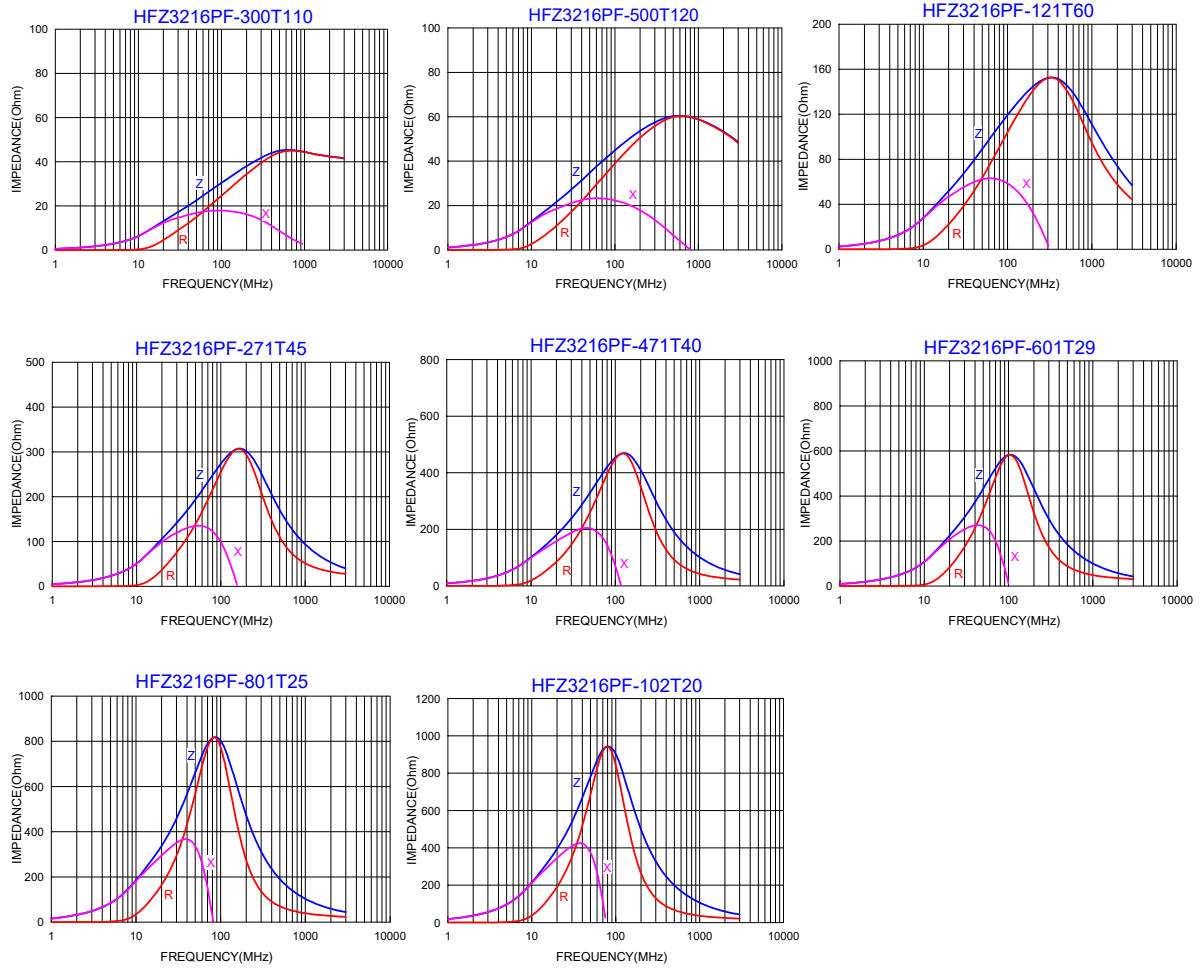 HFZ3216PF-300T110
100
80
60
40
20
0
IMPEDANCE(Ohm)
Z
X
R
1 10 100 1000 10000
FREQUENCY(MHz)
HFZ3216PF-500T120
100
80
60
40
20
0
IMPEDANCE(Ohm)
Z
X
R
1 10 100 1000 10000
FREQUENCY(MHz)
HFZ3216PF-121T60
200
160
120
80
40
0
IMPEDANCE(Ohm)
Z
X
R
1 10 100 1000 10000
FREQUENCY(MHz)
HFZ3216PF-271T45
500
400
300
200
100
0
IMPEDANCE(Ohm)
Z
X
R
1 10 100 1000 10000
FREQUENCY(MHz)
HFZ3216PF-471T40
800
600
400
200
0
IMPEDANCE(Ohm)
Z
X
R
1 10 100 1000 10000
FREQUENCY(MHz)
HFZ3216PF-601T29
1000
800
600
400
200
0
IMPEDANCE(Ohm)
Z
X
R
1 10 100 1000 10000
FREQUENCY(MHz)
HFZ3216PF-801T25
1000
800
600
400
200
0
IMPEDANCE(Ohm)
Z
X
R
1 10 100 1000 10000
FREQUENCY(MHz)
HFZ3216PF-102T20
1200
1000
800
600
400
200
0
IMPEDANCE(Ohm)
Z
X
R
1 10 100 1000 10000
FREQUENCY(MHz)